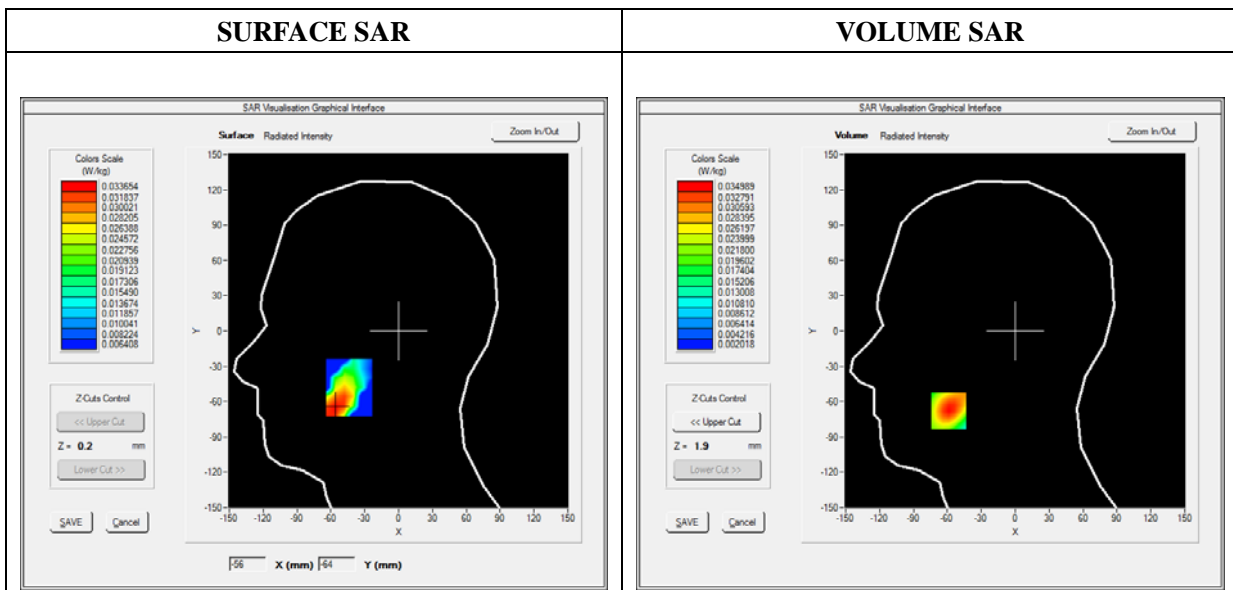 SURFACE SAR
VOLUME SAR
SAR Visualisation Graphical Interface
Surface Radiated Intensity
Zoom In/Out
Colors Scale
(W/kg)
0.033654
0.031837
0.030021
0.028205
0.026388
0.024572
0.022756
0.020939
0.019123
0.017306
0.015490
0.013674
0.011857
0.010041
0.008224
0.006408
Z-Cuts Control
<< Upper Cut
Z = 0.2 mm
Lower Cut >>
SAVE Cancel
150
120
90
60
30
0
-30
-60
-90
-120
-150
Y
-150 -120 -90 -60 -30 0 30 60 90 120 150
X
-56 X (mm) -64 Y (mm)
SAR Visualisation Graphical Interface
Volume Radiated Intensity
Zoom In/Out
Colors Scale
(W/kg)
0.034989
0.032791
0.030593
0.028395
0.026197
0.023999
0.021800
0.019602
0.017404
0.015206
0.013008
0.010810
0.008612
0.006414
0.004216
0.002018
Z-Cuts Control
<< Upper Cut
Z = 1.9 mm
Lower Cut >>
SAVE Cancel
150
120
90
60
30
0
-30
-60
-90
-120
-150
Y
-150 -120 -90 -60 -30 0 30 60 90 120 150
X